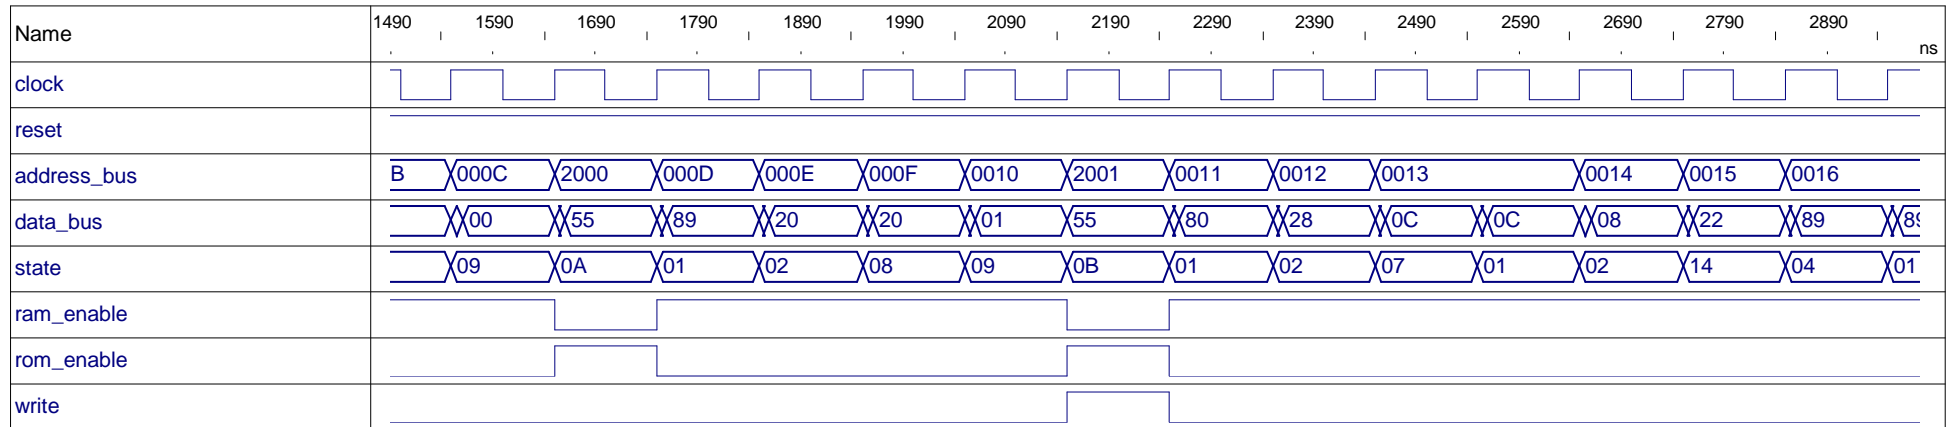 Name 1490 1590 1690 1790 1890 1990 2090 2190 2290 2390 2490 2590 2690 2790 2890 ns
clock
reset
address_bus B 000C 2000 000D 000E 000F 0010 2001 0011 0012 0013 0014 0015 0016
data_bus 00 55 89 20 20 01 55 80 28 0C 0C 08 22 89 89
state 09 0A 01 02 08 09 0B 01 02 07 01 02 14 04 01
ram_enable
rom_enable
write